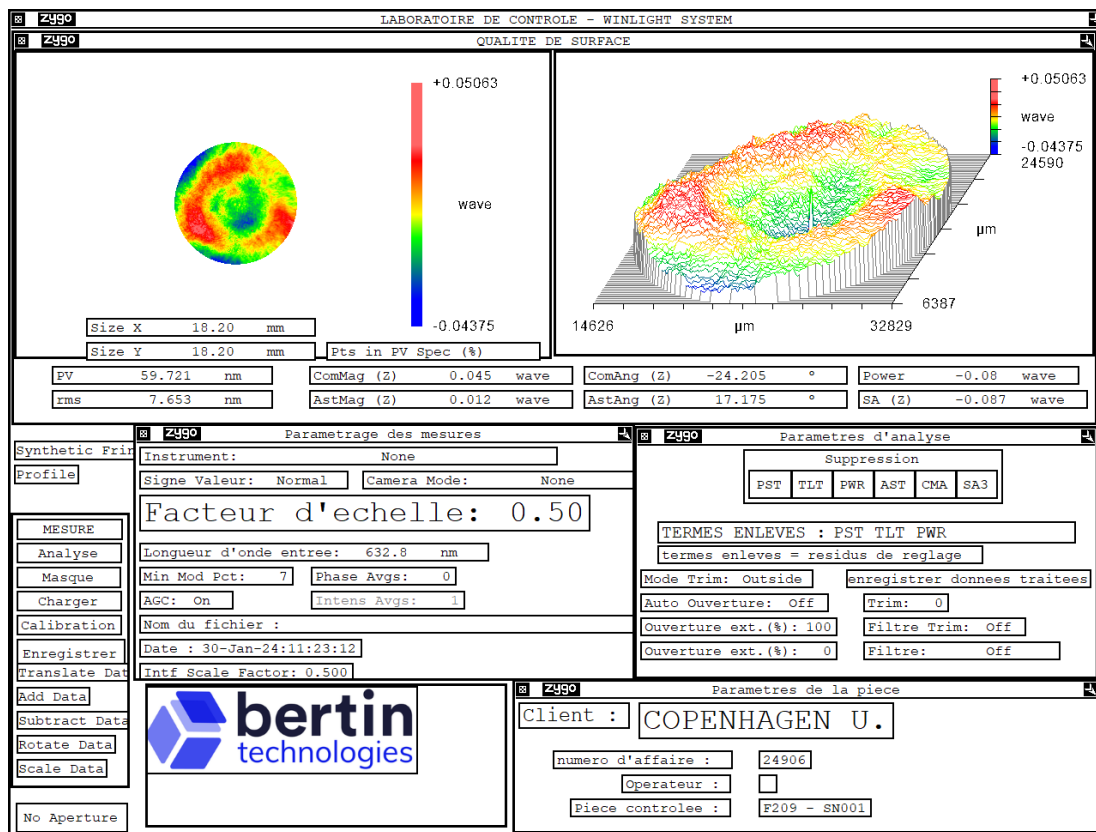 zygo LABORATOIRE DE CONTROLE - WINLIGHT SYSTEM
zygo QUALITE DE SURFACE
+0.05063
wave
-0.04375
+0.05063
wave
-0.04375
24590
µm
6387
14626 µm 32829
Size X 18.20 mm
Size Y 18.20 mm
Pts in PV Spec (%)
PV 59.721 nm
ComMag (Z) 0.045 wave
ComAng (Z) -24.205 °
Power -0.08 wave
rms 7.653 nm
AstMag (Z) 0.012 wave
AstAng (Z) 17.175 °
SA (Z) -0.087 wave
Synthetic Frin
Profile
MESURE
Analyse
Masque
Charger
Calibration
Enregistrer
Translate Dat
Add Data
Subtract Data
Rotate Data
Scale Data
No Aperture
zygo Parametrage des mesures
Instrument: None
Signe Valeur: Normal
Camera Mode: None
Facteur d'echelle: 0.50
Longueur d'onde entree: 632.8 nm
Min Mod Pct: 7
Phase Avgs: 0
AGC: On
Intens Avgs: 1
Nom du fichier :
Date : 30-Jan-24:11:23:12
Intf Scale Factor: 0.500
zygo Parametres d'analyse
Suppression
PST TLT PWR AST CMA SA3
TERMES ENLEVES : PST TLT PWR
termes enleves = residus de reglage
Mode Trim: Outside
enregistrer donnees traitees
Auto Ouverture: Off
Trim: 0
Ouverture ext.(%): 100
Filtre Trim: Off
Ouverture ext.(%): 0
Filtre: Off
bertin
technologies
zygo Parametres de la piece
Client : COPENHAGEN U.
numero d'affaire : 24906
Operateur :
Piece controlee : F209 - SN001